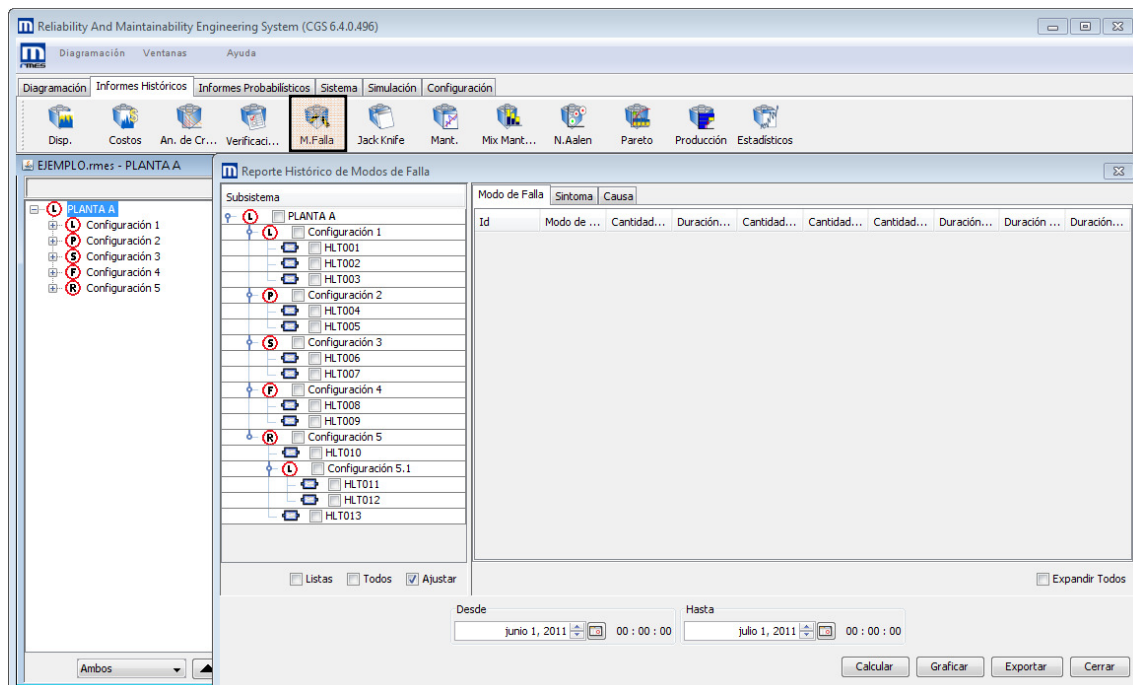 Reliability And Maintainability Engineering System (CGS 6.4.0.496)
Diagramación Ventanas Ayuda
Diagramación Informes Históricos Informes Probabilísticos Sistema Simulación Configuración
Disp. Costos An. de Cr... Verificaci... M.Falla Jack Knife Mant. Mix Mant... N.Aalen Pareto Producción Estadísticos
EJEMPLO.rmes - PLANTA A
PLANTA A
L Configuración 1
P Configuración 2
S Configuración 3
F Configuración 4
R Configuración 5
Ambos
Reporte Histórico de Modos de Falla
Subsistema
L PLANTA A
L Configuración 1
HLT001
HLT002
HLT003
P Configuración 2
HLT004
HLT005
S Configuración 3
HLT006
HLT007
F Configuración 4
HLT008
HLT009
R Configuración 5
HLT010
L Configuración 5.1
HLT011
HLT012
HLT013
Listas Todos Ajustar
Modo de Falla Sintoma Causa
Id Modo de ... Cantidad... Duración... Cantidad... Cantidad... Cantidad... Duración... Duración ... Duración...
Expandir Todos
Desde Hasta
junio 1, 2011 00 : 00 : 00 julio 1, 2011 00 : 00 : 00
Calcular Graficar Exportar Cerrar